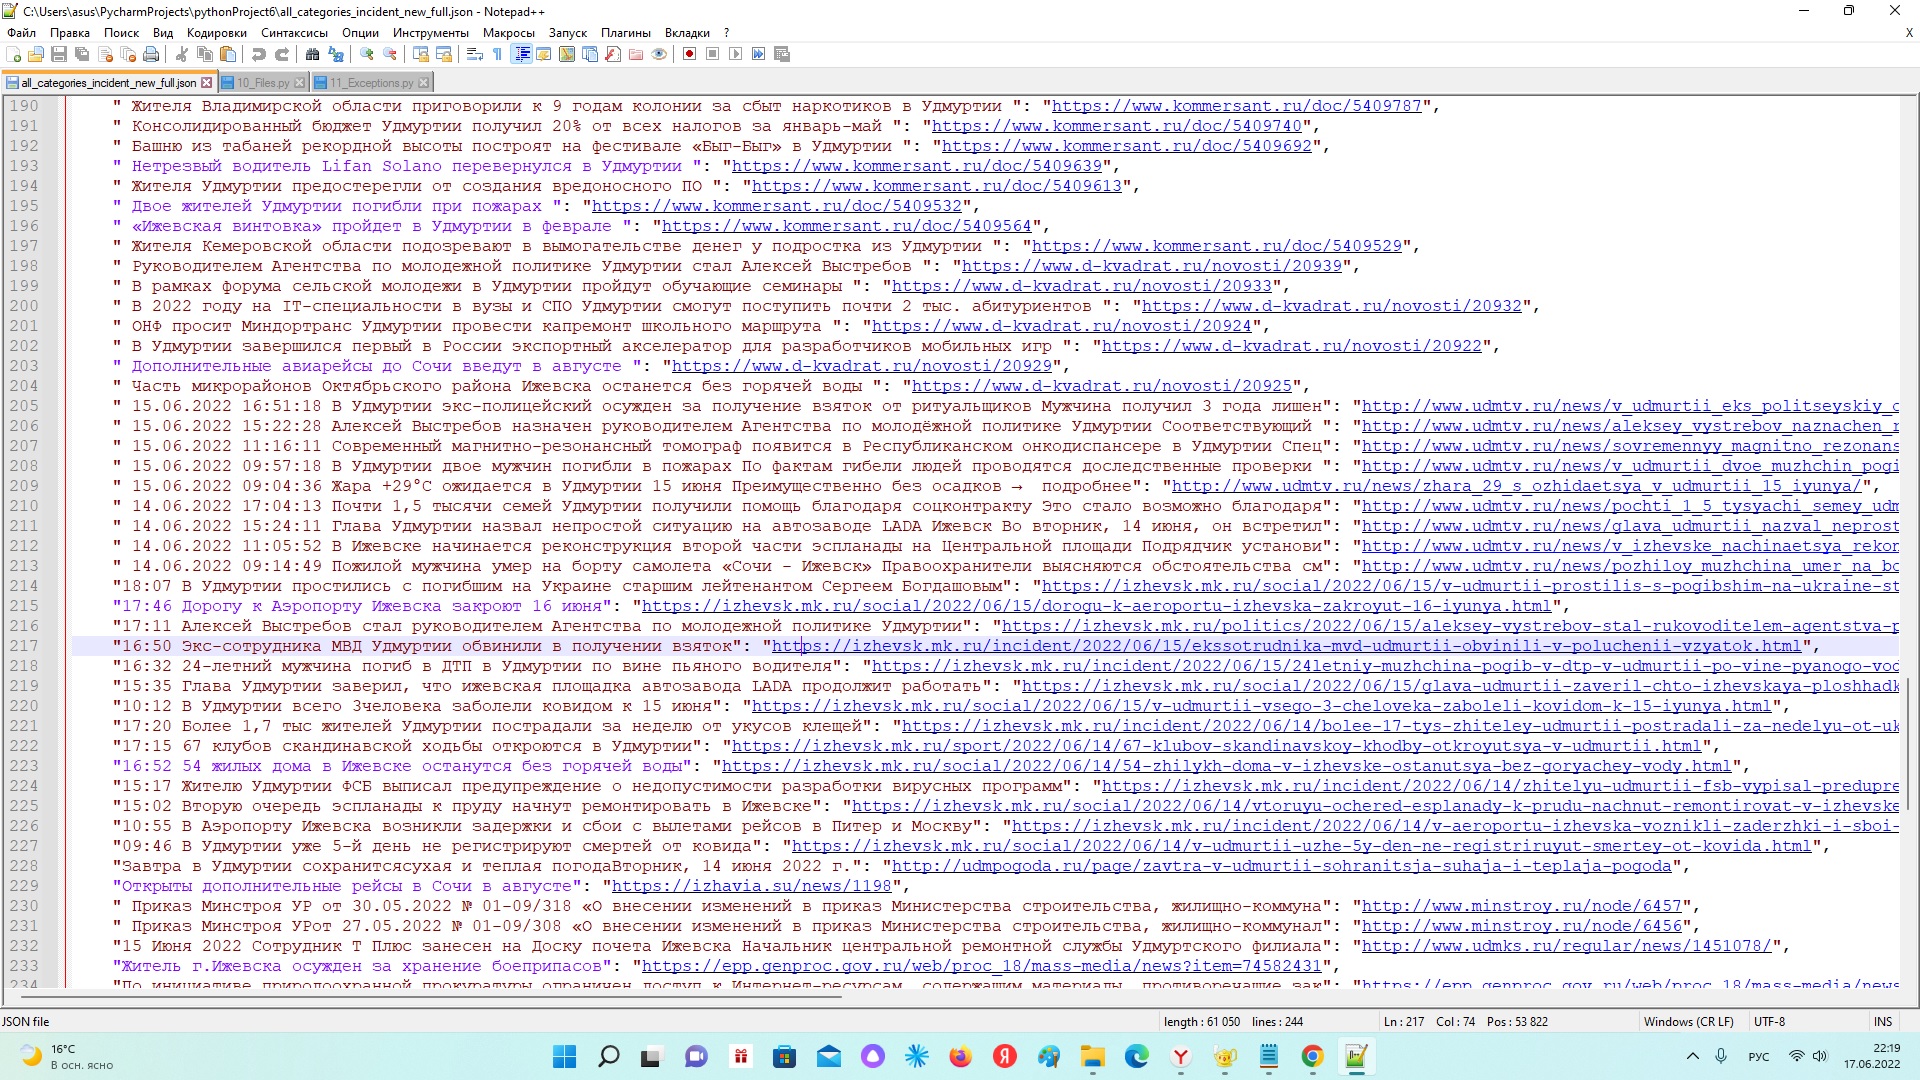 C:\Users\asus\PycharmProjects\pythonProject6\all_categories_incident_new_full.json - Notepad++
Файл Правка Поиск Вид Кодировки Синтаксисы Опции Инструменты Макросы Запуск Плагины Вкладки ? X
all_categories_incident_new_full.json 10_Files.py 11_Exceptions.py
190 " Жителя Владимирской области приговорили к 9 годам колонии за сбыт наркотиков в Удмуртии ": "https://www.kommersant.ru/doc/5409787",
191 " Консолидированный бюджет Удмуртии получил 20% от всех налогов за январь-май ": "https://www.kommersant.ru/doc/5409740",
192 " Башню из табаней рекордной высоты построят на фестивале «Быг-Быг» в Удмуртии ": "https://www.kommersant.ru/doc/5409692",
193 " Нетрезвый водитель Lifan Solano перевернулся в Удмуртии ": "https://www.kommersant.ru/doc/5409639",
194 " Жителя Удмуртии предостерегли от создания вредоносного ПО ": "https://www.kommersant.ru/doc/5409613",
195 " Двое жителей Удмуртии погибли при пожарах ": "https://www.kommersant.ru/doc/5409532",
196 " «Ижевская винтовка» пройдет в Удмуртии в феврале ": "https://www.kommersant.ru/doc/5409564",
197 " Жителя Кемеровской области подозревают в вымогательстве денег у подростка из Удмуртии ": "https://www.kommersant.ru/doc/5409529",
198 " Руководителем Агентства по молодежной политике Удмуртии стал Алексей Выстребов ": "https://www.d-kvadrat.ru/novosti/20939",
199 " В рамках форума сельской молодежи в Удмуртии пройдут обучающие семинары ": "https://www.d-kvadrat.ru/novosti/20933",
200 " В 2022 году на IT-специальности в вузы и СПО Удмуртии смогут поступить почти 2 тыс. абитуриентов ": "https://www.d-kvadrat.ru/novosti/20932",
201 " ОНФ просит Миндортранс Удмуртии провести капремонт школьного маршрута ": "https://www.d-kvadrat.ru/novosti/20924",
202 " В Удмуртии завершился первый в России экспортный акселератор для разработчиков мобильных игр ": "https://www.d-kvadrat.ru/novosti/20922",
203 " Дополнительные авиарейсы до Сочи введут в августе ": "https://www.d-kvadrat.ru/novosti/20929",
204 " Часть микрорайонов Октябрьского района Ижевска останется без горячей воды ": "https://www.d-kvadrat.ru/novosti/20925",
205 " 15.06.2022 16:51:18 В Удмуртии экс-полицейский осужден за получение взяток от ритуальщиков Мужчина получил 3 года лишен": "http://www.udmtv.ru/news/v_udmurtii_eks_politseyskiy_o
206 " 15.06.2022 15:22:28 Алексей Выстребов назначен руководителем Агентства по молодёжной политике Удмуртии Соответствующий ": "http://www.udmtv.ru/news/aleksey_vystrebov_naznachen_r
207 " 15.06.2022 11:16:11 Современный магнитно-резонансный томограф появится в Республиканском онкодиспансере в Удмуртии Спец": "http://www.udmtv.ru/news/sovremennyy_magnitno_rezonans
208 " 15.06.2022 09:57:18 В Удмуртии двое мужчин погибли в пожарах По фактам гибели людей проводятся доследственные проверки ": "http://www.udmtv.ru/news/v_udmurtii_dvoe_muzhchin_pogi
209 " 15.06.2022 09:04:36 Жара +29°С ожидается в Удмуртии 15 июня Преимущественно без осадков → подробнее": "http://www.udmtv.ru/news/zhara_29_s_ozhidaetsya_v_udmurtii_15_iyunya/",
210 " 14.06.2022 17:04:13 Почти 1,5 тысячи семей Удмуртии получили помощь благодаря соцконтракту Это стало возможно благодаря": "http://www.udmtv.ru/news/pochti_1_5_tysyachi_semey_udm
211 " 14.06.2022 15:24:11 Глава Удмуртии назвал непростой ситуацию на автозаводе LADA Ижевск Во вторник, 14 июня, он встретил": "http://www.udmtv.ru/news/glava_udmurtii_nazval_neprost
212 " 14.06.2022 11:05:52 В Ижевске начинается реконструкция второй части эспланады на Центральной площади Подрядчик установи": "http://www.udmtv.ru/news/v_izhevske_nachinaetsya_rekon
213 " 14.06.2022 09:14:49 Пожилой мужчина умер на борту самолета «Сочи - Ижевск» Правоохранители выясняются обстоятельства см": "http://www.udmtv.ru/news/pozhiloy_muzhchina_umer_na_bo
214 "18:07 В Удмуртии простились с погибшим на Украине старшим лейтенантом Сергеем Богдашовым": "https://izhevsk.mk.ru/social/2022/06/15/v-udmurtii-prostilis-s-pogibshim-na-ukraine-st
215 "17:46 Дорогу к Аэропорту Ижевска закроют 16 июня": "https://izhevsk.mk.ru/social/2022/06/15/dorogu-k-aeroportu-izhevska-zakroyut-16-iyunya.html",
216 "17:11 Алексей Выстребов стал руководителем Агентства по молодежной политике Удмуртии": "https://izhevsk.mk.ru/politics/2022/06/15/aleksey-vystrebov-stal-rukovoditelem-agentstva-p
217 "16:50 Экс-сотрудника МВД Удмуртии обвинили в получении взяток": "https://izhevsk.mk.ru/incident/2022/06/15/ekssotrudnika-mvd-udmurtii-obvinili-v-poluchenii-vzyatok.html",
218 "16:32 24-летний мужчина погиб в ДТП в Удмуртии по вине пьяного водителя": "https://izhevsk.mk.ru/incident/2022/06/15/24letniy-muzhchina-pogib-v-dtp-v-udmurtii-po-vine-pyanogo-vod
219 "15:35 Глава Удмуртии заверил, что ижевская площадка автозавода LADA продолжит работать": "https://izhevsk.mk.ru/social/2022/06/15/glava-udmurtii-zaveril-chto-izhevskaya-ploshhadk
220 "10:12 В Удмуртии всего 3человека заболели ковидом к 15 июня": "https://izhevsk.mk.ru/social/2022/06/15/v-udmurtii-vsego-3-cheloveka-zaboleli-kovidom-k-15-iyunya.html",
221 "17:20 Более 1,7 тыс жителей Удмуртии пострадали за неделю от укусов клещей": "https://izhevsk.mk.ru/incident/2022/06/14/bolee-17-tys-zhiteley-udmurtii-postradali-za-nedelyu-ot-uk
222 "17:15 67 клубов скандинавской ходьбы откроются в Удмуртии": "https://izhevsk.mk.ru/sport/2022/06/14/67-klubov-skandinavskoy-khodby-otkroyutsya-v-udmurtii.html",
223 "16:52 54 жилых дома в Ижевске останутся без горячей воды": "https://izhevsk.mk.ru/social/2022/06/14/54-zhilykh-doma-v-izhevske-ostanutsya-bez-goryachey-vody.html",
224 "15:17 Жителю Удмуртии ФСБ выписал предупреждение о недопустимости разработки вирусных программ": "https://izhevsk.mk.ru/incident/2022/06/14/zhitelyu-udmurtii-fsb-vypisal-predupre
225 "15:02 Вторую очередь эспланады к пруду начнут ремонтировать в Ижевске": "https://izhevsk.mk.ru/social/2022/06/14/vtoruyu-ochered-esplanady-k-prudu-nachnut-remontirovat-v-izhevske
226 "10:55 В Аэропорту Ижевска возникли задержки и сбои с вылетами рейсов в Питер и Москву": "https://izhevsk.mk.ru/incident/2022/06/14/v-aeroportu-izhevska-voznikli-zaderzhki-i-sboi-
227 "09:46 В Удмуртии уже 5-й день не регистрируют смертей от ковида": "https://izhevsk.mk.ru/social/2022/06/14/v-udmurtii-uzhe-5y-den-ne-registriruyut-smertey-ot-kovida.html",
228 "Завтра в Удмуртии сохранитсясухая и теплая погодаВторник, 14 июня 2022 г.": "http://udmpogoda.ru/page/zavtra-v-udmurtii-sohranitsja-suhaja-i-teplaja-pogoda",
229 "Открыты дополнительные рейсы в Сочи в августе": "https://izhavia.su/news/1198",
230 " Приказ Минстроя УР от 30.05.2022 № 01-09/318 «О внесении изменений в приказ Министерства строительства, жилищно-коммуна": "http://www.minstroy.ru/node/6457",
231 " Приказ Минстроя УРот 27.05.2022 № 01-09/308 «О внесении изменений в приказ Министерства строительства, жилищно-коммунал": "http://www.minstroy.ru/node/6456",
232 "15 Июня 2022 Сотрудник Т Плюс занесен на Доску почета Ижевска Начальник центральной ремонтной службы Удмуртского филиала": "http://www.udmks.ru/regular/news/1451078/",
233 "Житель г.Ижевска осужден за хранение боеприпасов": "https://epp.genproc.gov.ru/web/proc_18/mass-media/news?item=74582431",
234 "По инициативе природоохранной прокуратуры ограничен доступ к Интернет-ресурсам, содержащим материалы, противоречащие зак": "https://epp.genproc.gov.ru/web/proc_18/mass-media/news
JSON file length : 61 050 lines : 244 Ln : 217 Col : 74 Pos : 53 822 Windows (CR LF) UTF-8 INS
16°C
В осн. ясно
РУС
22:19
17.06.2022